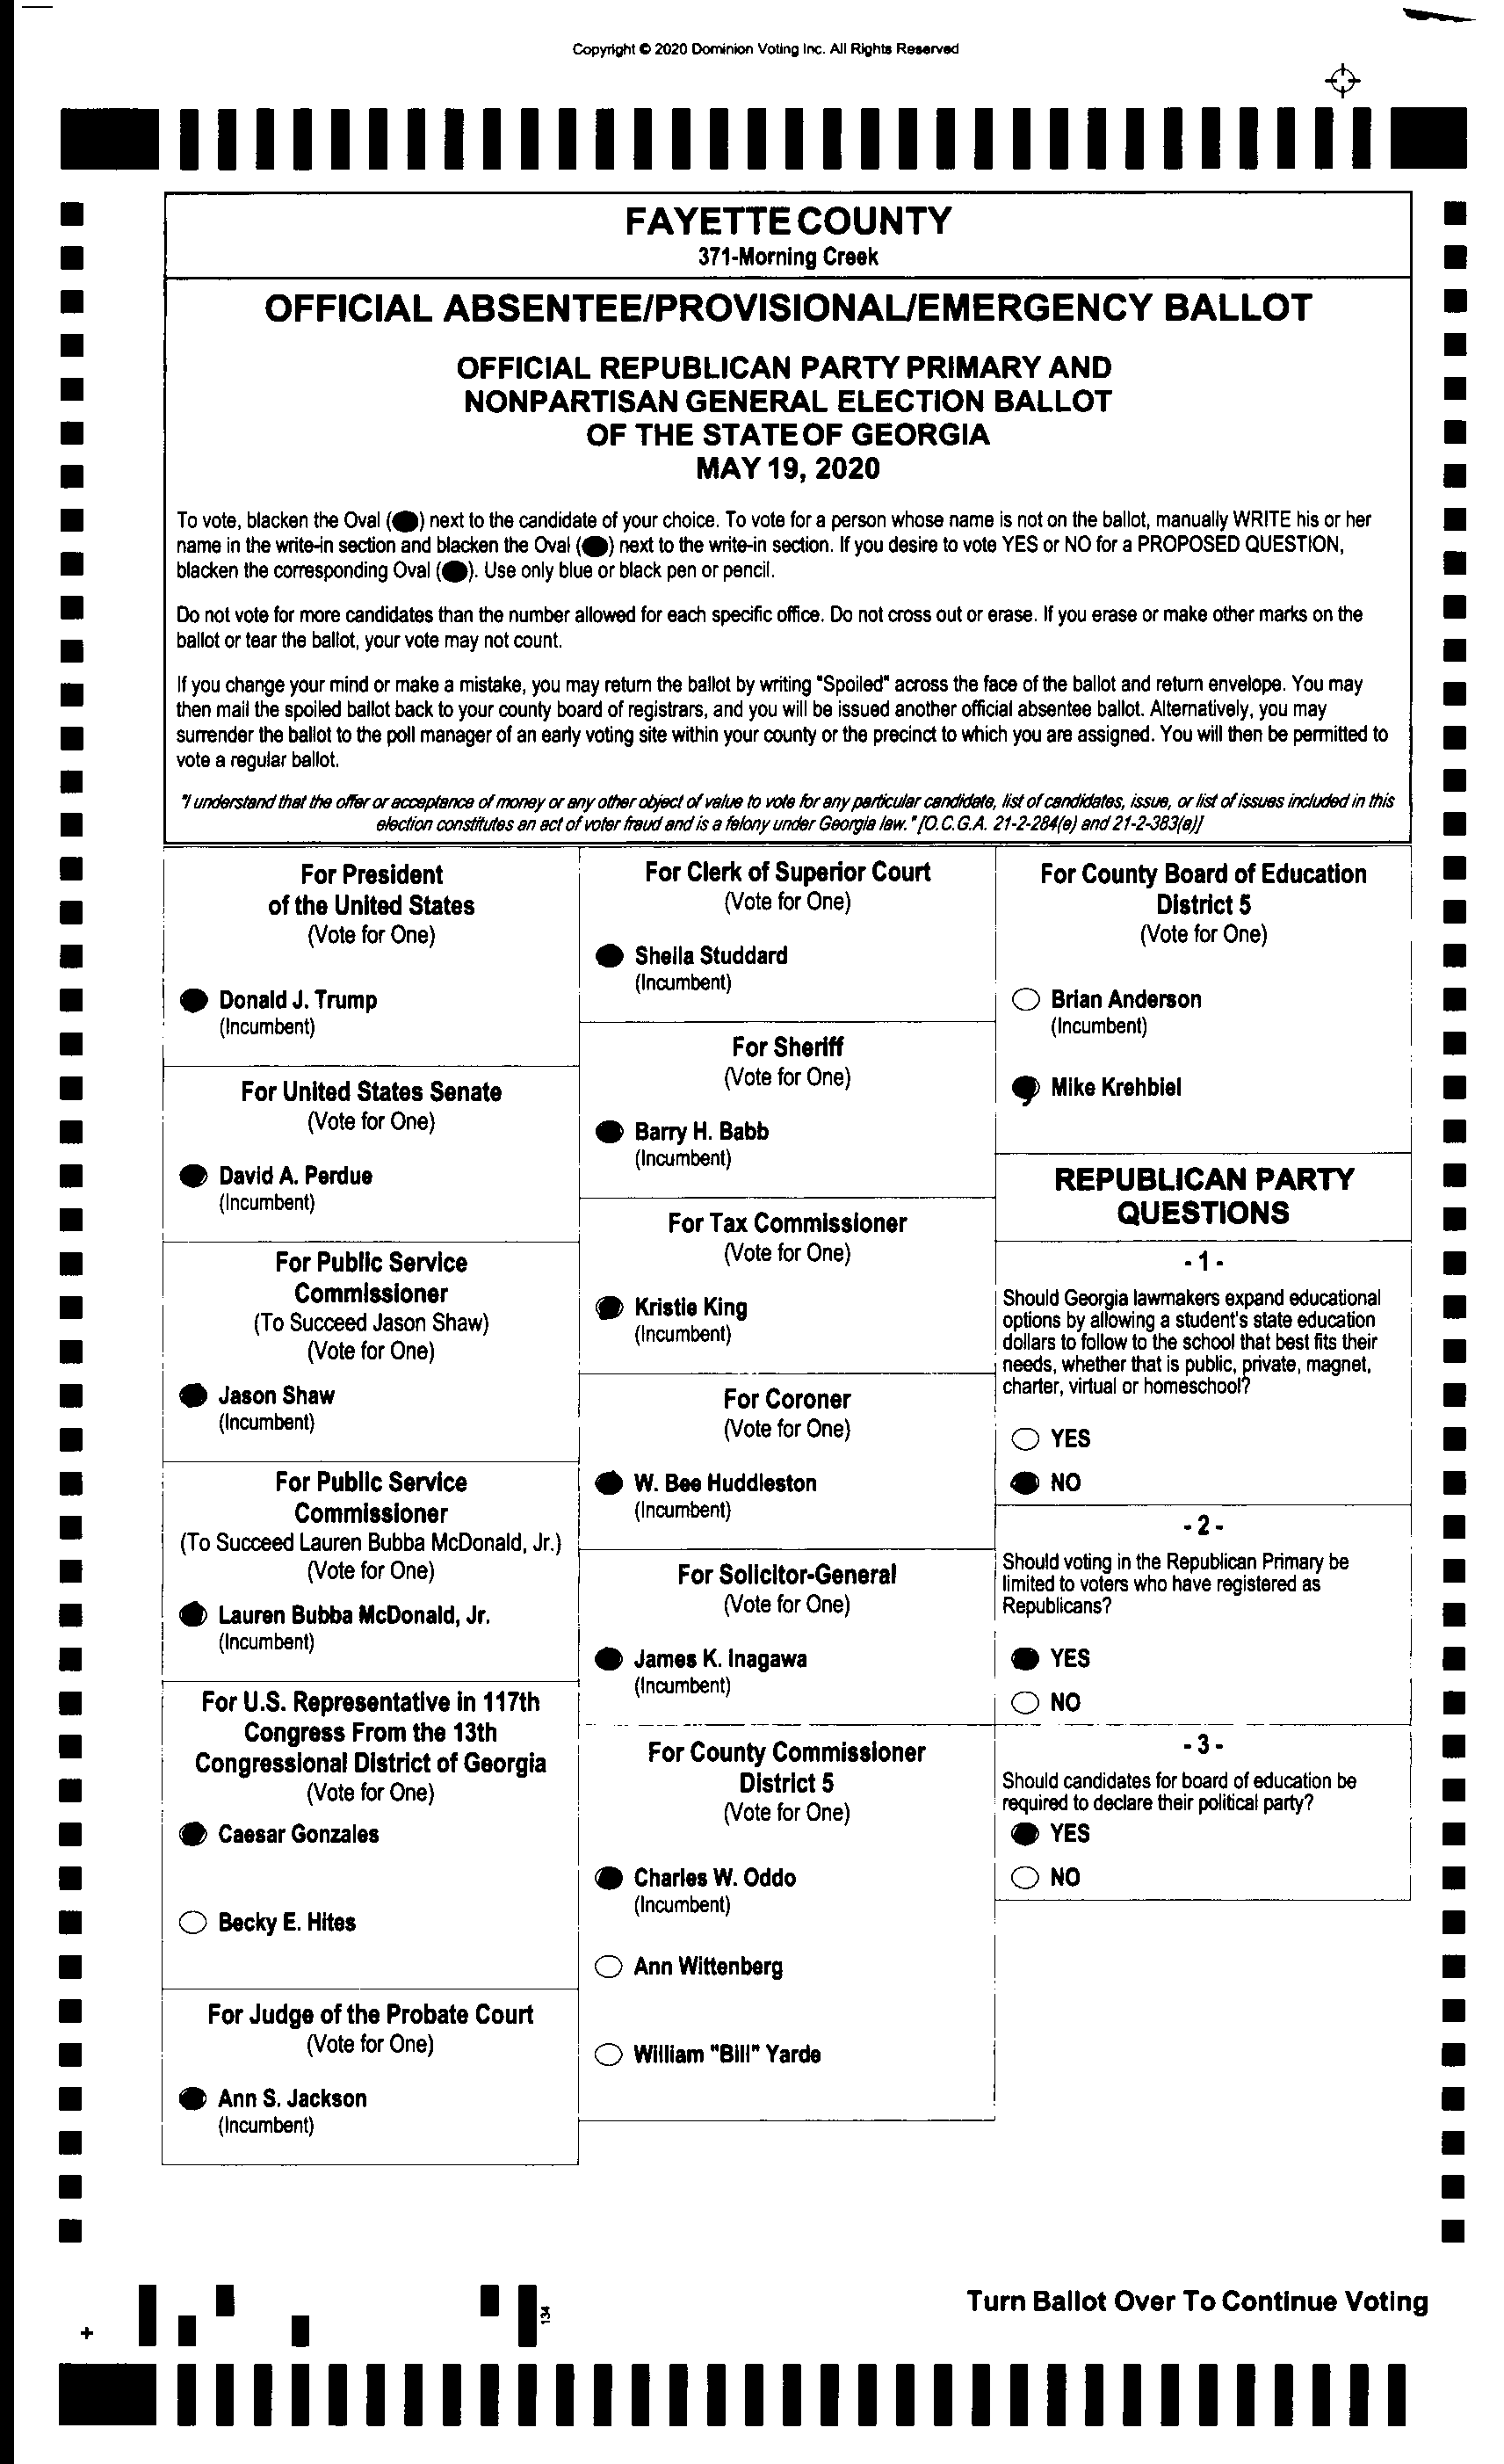 Copyright © 2020 Dominion Voting Inc. All Rights Reserved
FAYETTE COUNTY
371-Morning Creek
OFFICIAL ABSENTEE/PROVISIONAL/EMERGENCY BALLOT
OFFICIAL REPUBLICAN PARTY PRIMARY AND
NONPARTISAN GENERAL ELECTION BALLOT
OF THE STATE OF GEORGIA
MAY 19, 2020
To vote, blacken the Oval (●) next to the candidate of your choice. To vote for a person whose name is not on the ballot, manually WRITE his or her
name in the write-in section and blacken the Oval (●) next to the write-in section. If you desire to vote YES or NO for a PROPOSED QUESTION,
blacken the corresponding Oval (●). Use only blue or black pen or pencil.
Do not vote for more candidates than the number allowed for each specific office. Do not cross out or erase. If you erase or make other marks on the
ballot or tear the ballot, your vote may not count.
If you change your mind or make a mistake, you may return the ballot by writing "Spoiled" across the face of the ballot and return envelope. You may
then mail the spoiled ballot back to your county board of registrars, and you will be issued another official absentee ballot. Alternatively, you may
surrender the ballot to the poll manager of an early voting site within your county or the precinct to which you are assigned. You will then be permitted to
vote a regular ballot.
"I understand that the offer or acceptance of money or any other object of value to vote for any particular candidate, list of candidates, issue, or list of issues included in this
election constitutes an act of voter fraud and is a felony under Georgia law." [O.C.G.A. 21-2-284(e) and 21-2-383(a)]
For President
of the United States
(Vote for One)
Donald J. Trump
(Incumbent)
For United States Senate
(Vote for One)
David A. Perdue
(Incumbent)
For Public Service
Commissioner
(To Succeed Jason Shaw)
(Vote for One)
Jason Shaw
(Incumbent)
For Public Service
Commissioner
(To Succeed Lauren Bubba McDonald, Jr.)
(Vote for One)
Lauren Bubba McDonald, Jr.
(Incumbent)
For U.S. Representative in 117th
Congress From the 13th
Congressional District of Georgia
(Vote for One)
Caesar Gonzales
Becky E. Hites
For Judge of the Probate Court
(Vote for One)
Ann S. Jackson
(Incumbent)
For Clerk of Superior Court
(Vote for One)
Sheila Studdard
(Incumbent)
For Sheriff
(Vote for One)
Barry H. Babb
(Incumbent)
For Tax Commissioner
(Vote for One)
Kristie King
(Incumbent)
For Coroner
(Vote for One)
W. Bee Huddleston
(Incumbent)
For Solicitor-General
(Vote for One)
James K. Inagawa
(Incumbent)
For County Commissioner
District 5
(Vote for One)
Charles W. Oddo
(Incumbent)
Ann Wittenberg
William "Bill" Yarde
For County Board of Education
District 5
(Vote for One)
Brian Anderson
(Incumbent)
Mike Krehbiel
REPUBLICAN PARTY
QUESTIONS
- 1 -
Should Georgia lawmakers expand educational
options by allowing a student's state education
dollars to follow to the school that best fits their
needs, whether that is public, private, magnet,
charter, virtual or homeschool?
YES
NO
- 2 -
Should voting in the Republican Primary be
limited to voters who have registered as
Republicans?
YES
NO
- 3 -
Should candidates for board of education be
required to declare their political party?
YES
NO
134
Turn Ballot Over To Continue Voting